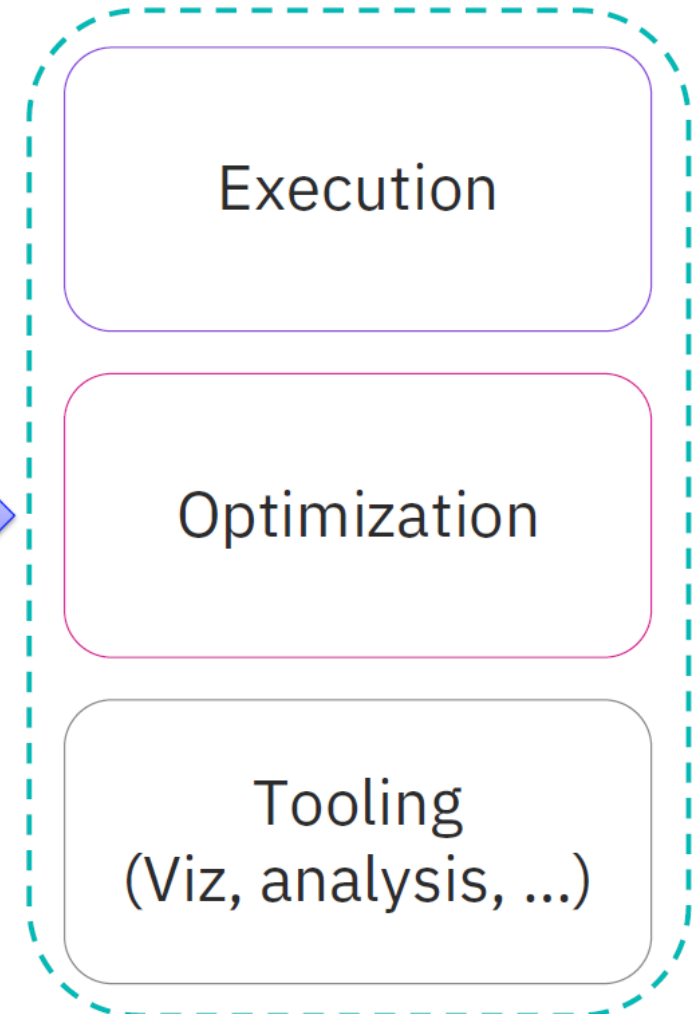 Execution
Optimization
Tooling
(Viz, analysis, ...)